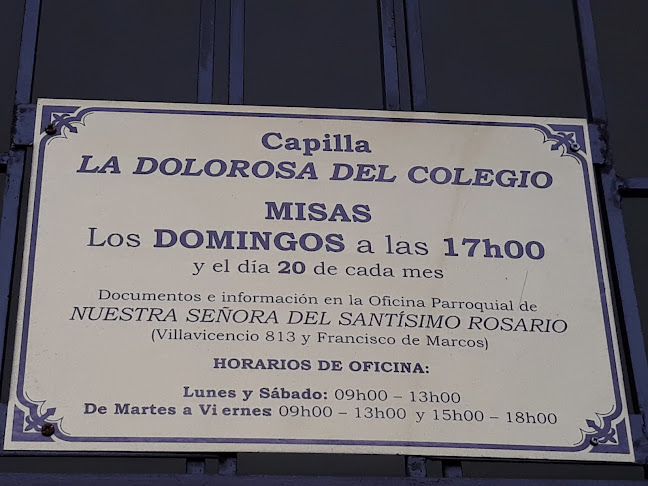 Capilla
LA DOLOROSA DEL COLEGIO
MISAS
Los DOMINGOS a las 17h00
y el día 20 de cada mes
Documentos e información en la Oficina Parroquial de
NUESTRA SEÑORA DEL SANTÍSIMO ROSARIO
(Villavicencio 813 y Francisco de Marcos)
HORARIOS DE OFICINA:
Lunes y Sábado: 09h00 – 13h00
De Martes a Viernes 09h00 – 13h00 y 15h00 – 18h00